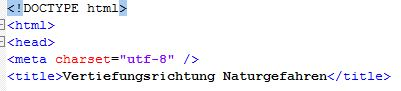 <!DOCTYPE html>
<html>
<head>
<meta charset="utf-8" />
<title>Vertiefungsrichtung Naturgefahren</title>